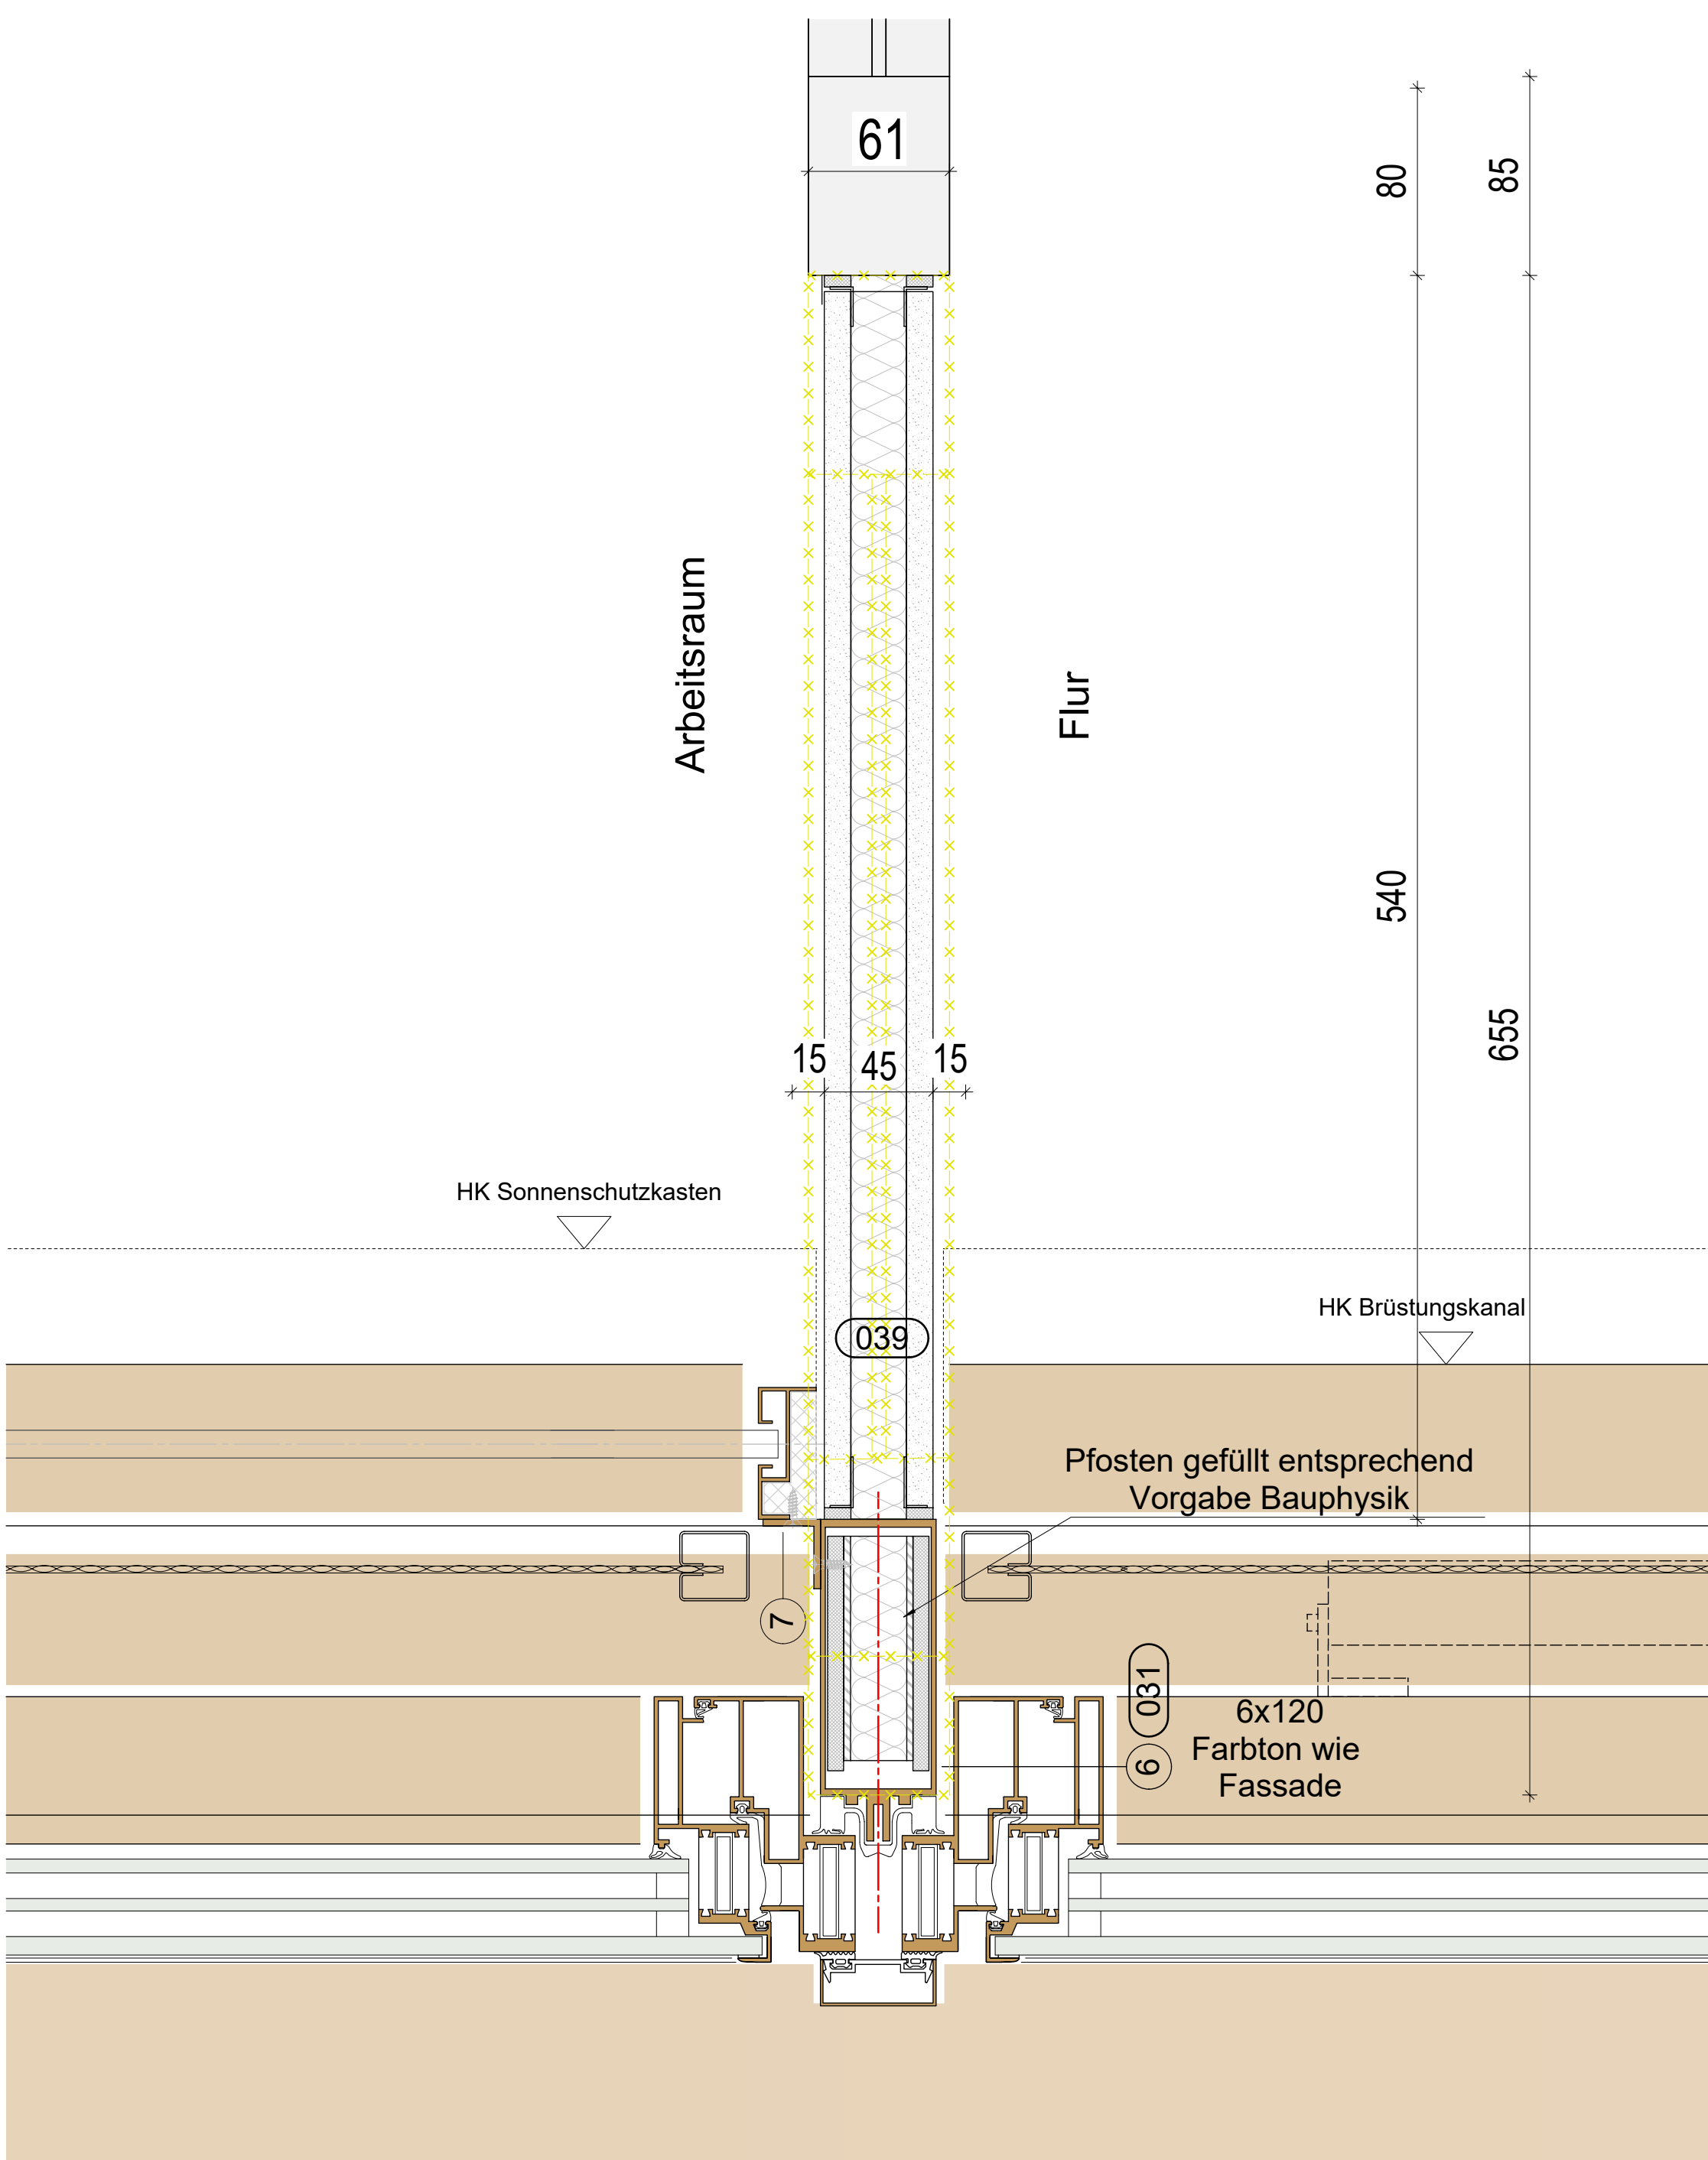 61
80
85
Arbeitsraum
Flur
540
655
15
45
15
HK Sonnenschutzkasten
HK Brüstungskanal
039
Pfosten gefüllt entsprechend
Vorgabe Bauphysik
7
031
6
6x120
Farbton wie
Fassade